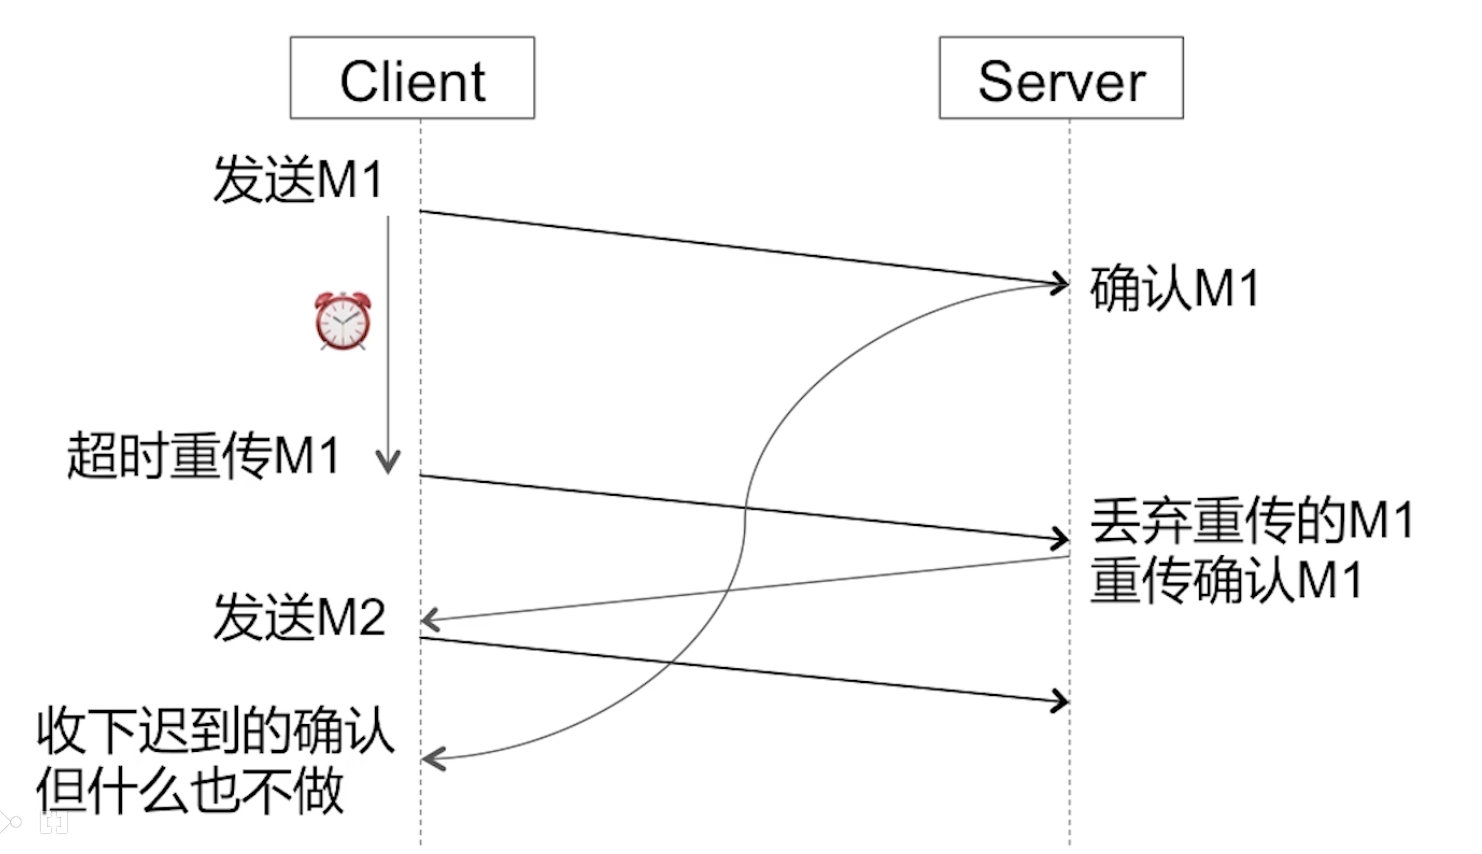 Client
Server
发送M1
确认M1
超时重传M1
丢弃重传的M1
重传确认M1
发送M2
收下迟到的确认
但什么也不做